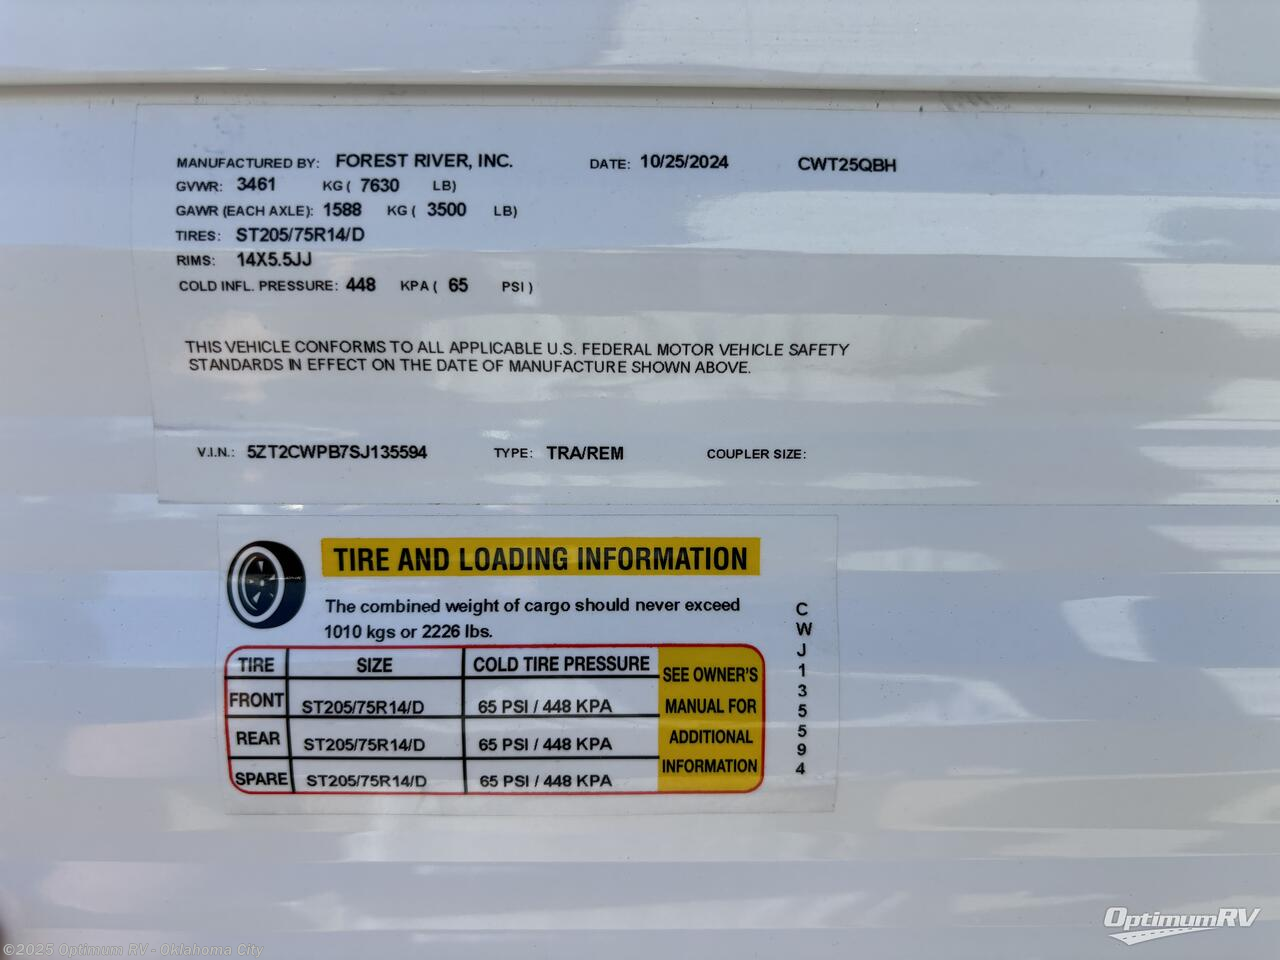 MANUFACTURED BY: FOREST RIVER, INC. DATE: 10/25/2024 CWT25QBH
GVWR: 3461 KG ( 7630 LB)
GAWR (EACH AXLE): 1588 KG ( 3500 LB)
TIRES: ST205/75R14/D
RIMS: 14X5.5JJ
COLD INFL. PRESSURE: 448 KPA ( 65 PSI )
THIS VEHICLE CONFORMS TO ALL APPLICABLE U.S. FEDERAL MOTOR VEHICLE SAFETY
STANDARDS IN EFFECT ON THE DATE OF MANUFACTURE SHOWN ABOVE.
V.I.N.: 5ZT2CWPB7SJ135594 TYPE: TRA/REM COUPLER SIZE:
TIRE AND LOADING INFORMATION
The combined weight of cargo should never exceed
1010 kgs or 2226 lbs.
TIRE SIZE COLD TIRE PRESSURE
FRONT ST205/75R14/D 65 PSI / 448 KPA
REAR ST205/75R14/D 65 PSI / 448 KPA
SPARE ST205/75R14/D 65 PSI / 448 KPA
SEE OWNER'S
MANUAL FOR
ADDITIONAL
INFORMATION
CWJ135594
OptimumRV
©2025 Optimum RV - Oklahoma City